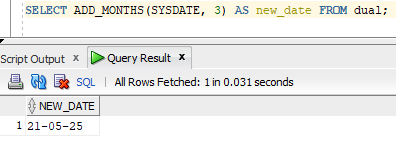 SELECT ADD_MONTHS(SYSDATE, 3) AS new_date FROM dual;
Script Output x Query Result x
SQL | All Rows Fetched: 1 in 0.031 seconds
NEW_DATE
1 21-05-25